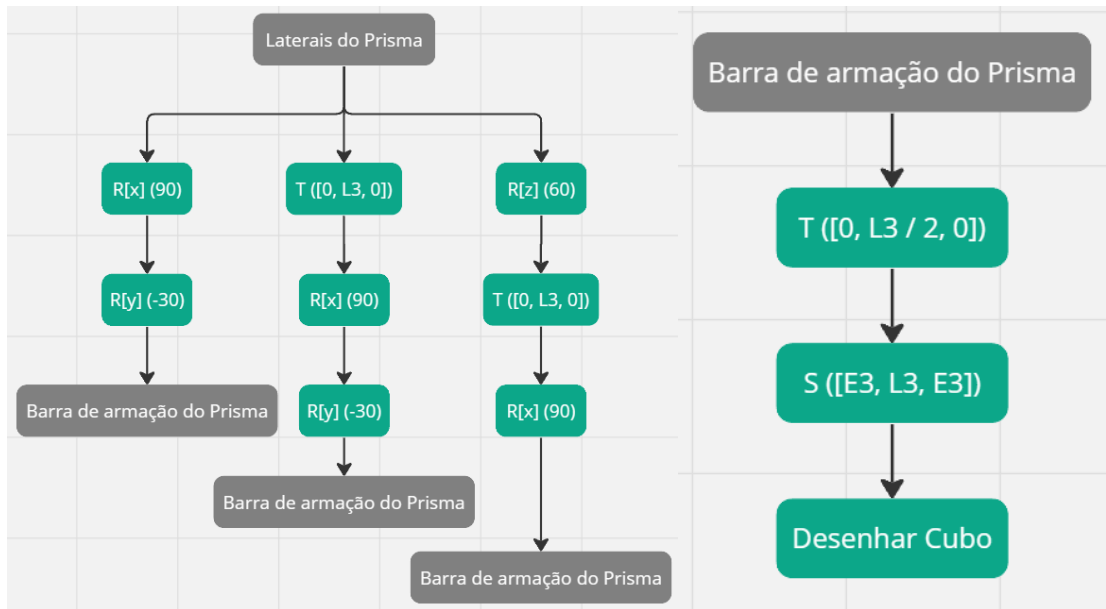 Laterais do Prisma
R[x] (90)
T ([0, L3, 0])
R[z] (60)
R[y] (-30)
R[x] (90)
T ([0, L3, 0])
Barra de armação do Prisma
R[y] (-30)
R[x] (90)
Barra de armação do Prisma
Barra de armação do Prisma
Barra de armação do Prisma
T ([0, L3 / 2, 0])
S ([E3, L3, E3])
Desenhar Cubo